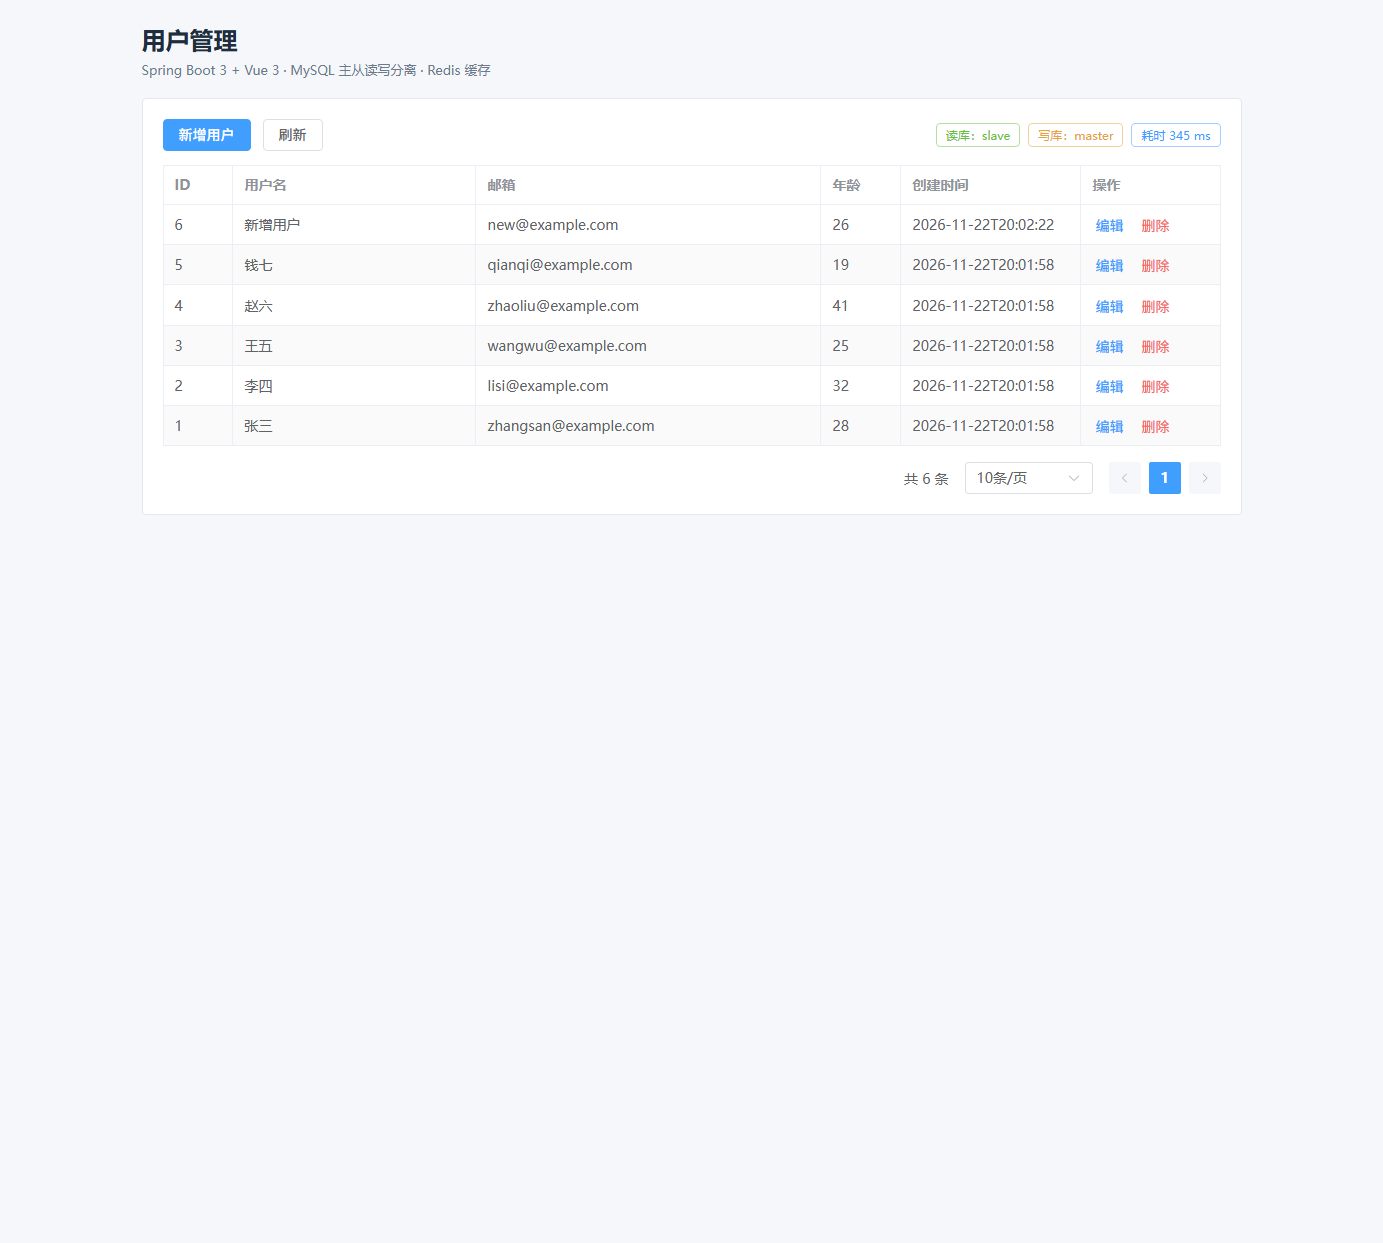 用户管理
Spring Boot 3 + Vue 3 · MySQL 主从读写分离 · Redis 缓存
新增用户 刷新 读库：slave 写库：master 耗时 345 ms
ID 用户名 邮箱 年龄 创建时间 操作
6 新增用户 new@example.com 26 2026-11-22T20:02:22 编辑 删除
5 钱七 qianqi@example.com 19 2026-11-22T20:01:58 编辑 删除
4 赵六 zhaoliu@example.com 41 2026-11-22T20:01:58 编辑 删除
3 王五 wangwu@example.com 25 2026-11-22T20:01:58 编辑 删除
2 李四 lisi@example.com 32 2026-11-22T20:01:58 编辑 删除
1 张三 zhangsan@example.com 28 2026-11-22T20:01:58 编辑 删除
共 6 条 10条/页 1